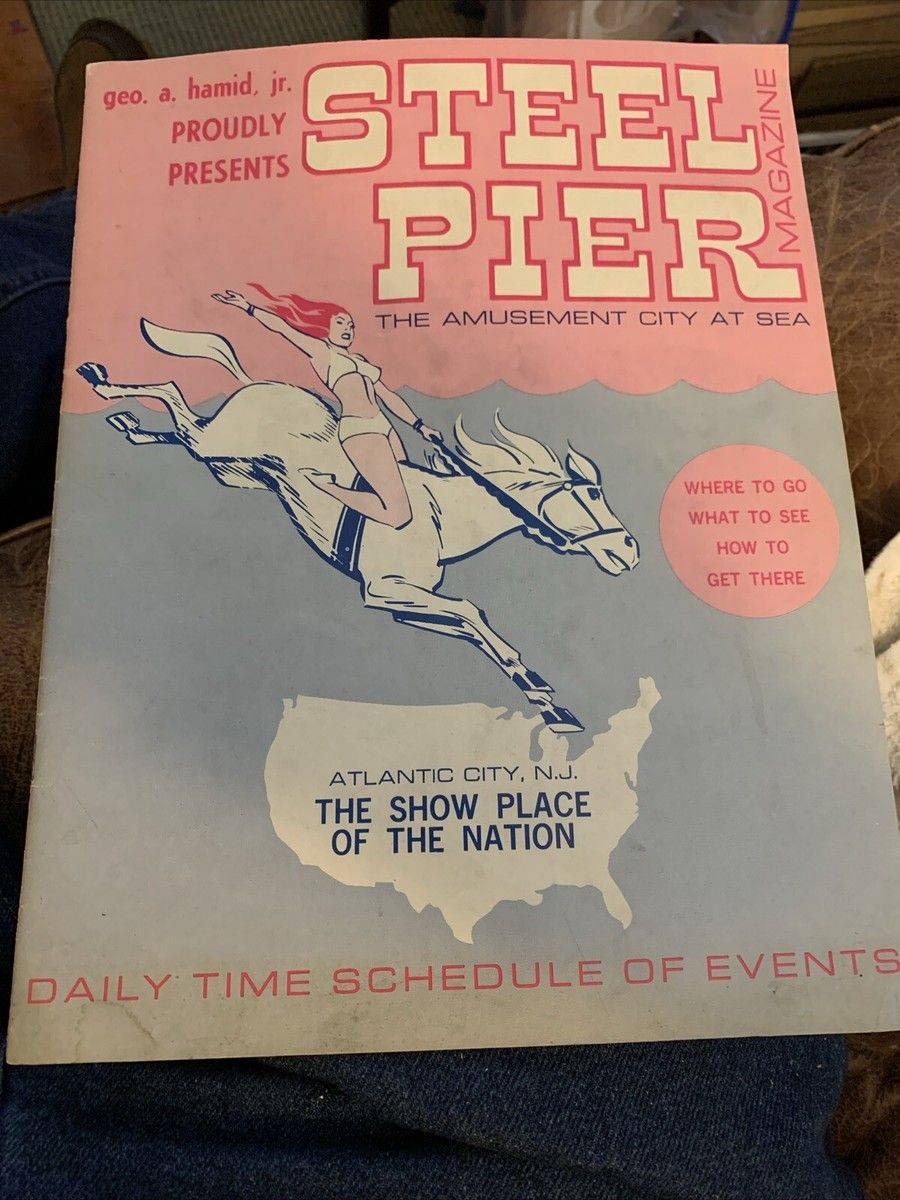 geo. a. hamid, jr.
PROUDLY
PRESENTS
STEEL
PIER
MAGAZINE
THE AMUSEMENT CITY AT SEA
WHERE TO GO
WHAT TO SEE
HOW TO
GET THERE
ATLANTIC CITY, N.J.
THE SHOW PLACE
OF THE NATION
DAILY TIME SCHEDULE OF EVENTS